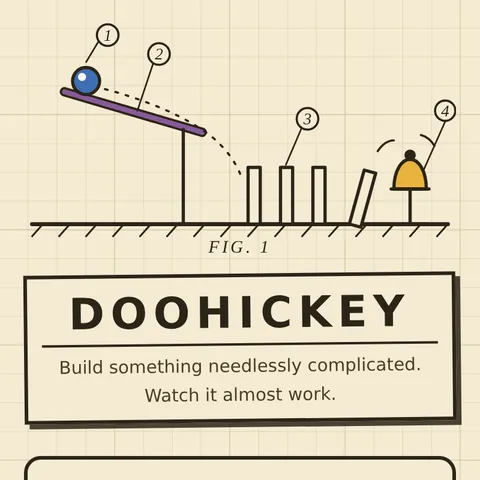 1
2
3
4
FIG. 1
DOOHICKEY
Build something needlessly complicated.
Watch it almost work.